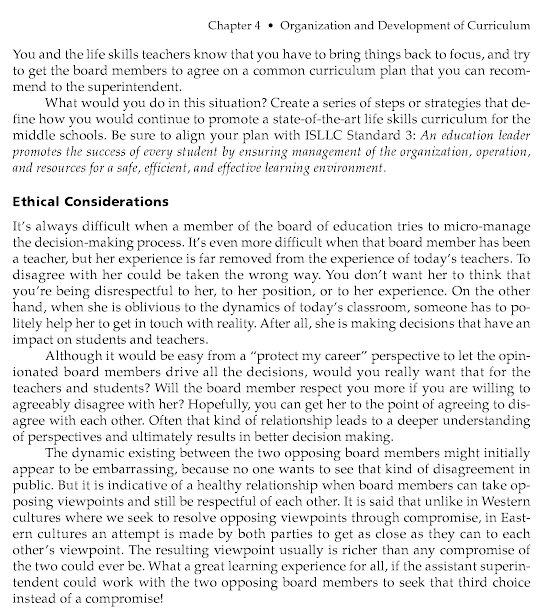 Chapter 4 • Organization and Development of Curriculum
You and the life skills teachers know that you have to bring things back to focus, and try
to get the board members to agree on a common curriculum plan that you can recom-
mend to the superintendent.
What would you do in this situation? Create a series of steps or strategies that de-
fine how you would continue to promote a state-of-the-art life skills curriculum for the
middle schools. Be sure to align your plan with ISLLC Standard 3: An education leader
promotes the success of every student by ensuring management of the organization, operation,
and resources for a safe, efficient, and effective learning environment.
Ethical Considerations
It's always difficult when a member of the board of education tries to micro-manage
the decision-making process. It's even more difficult when that board member has been
a teacher, but her experience is far removed from the experience of today's teachers. To
disagree with her could be taken the wrong way. You don't want her to think that
you're being disrespectful to her, to her position, or to her experience. On the other
hand, when she is oblivious to the dynamics of today's classroom, someone has to po-
litely help her to get in touch with reality. After all, she is making decisions that have an
impact on students and teachers.
Although it would be easy from a "protect my career" perspective to let the opin-
ionated board members drive all the decisions, would you really want that for the
teachers and students? Will the board member respect you more if you are willing to
agreeably disagree with her? Hopefully, you can get her to the point of agreeing to dis-
agree with each other. Often that kind of relationship leads to a deeper understanding
of perspectives and ultimately results in better decision making.
The dynamic existing between the two opposing board members might initially
appear to be embarrassing, because no one wants to see that kind of disagreement in
public. But it is indicative of a healthy relationship when board members can take op-
posing viewpoints and still be respectful of each other. It is said that unlike in Western
cultures where we seek to resolve opposing viewpoints through compromise, in East-
ern cultures an attempt is made by both parties to get as close as they can to each
other's viewpoint. The resulting viewpoint usually is richer than any compromise of
the two could ever be. What a great learning experience for all, if the assistant superin-
tendent could work with the two opposing board members to seek that third choice
instead of a compromise!